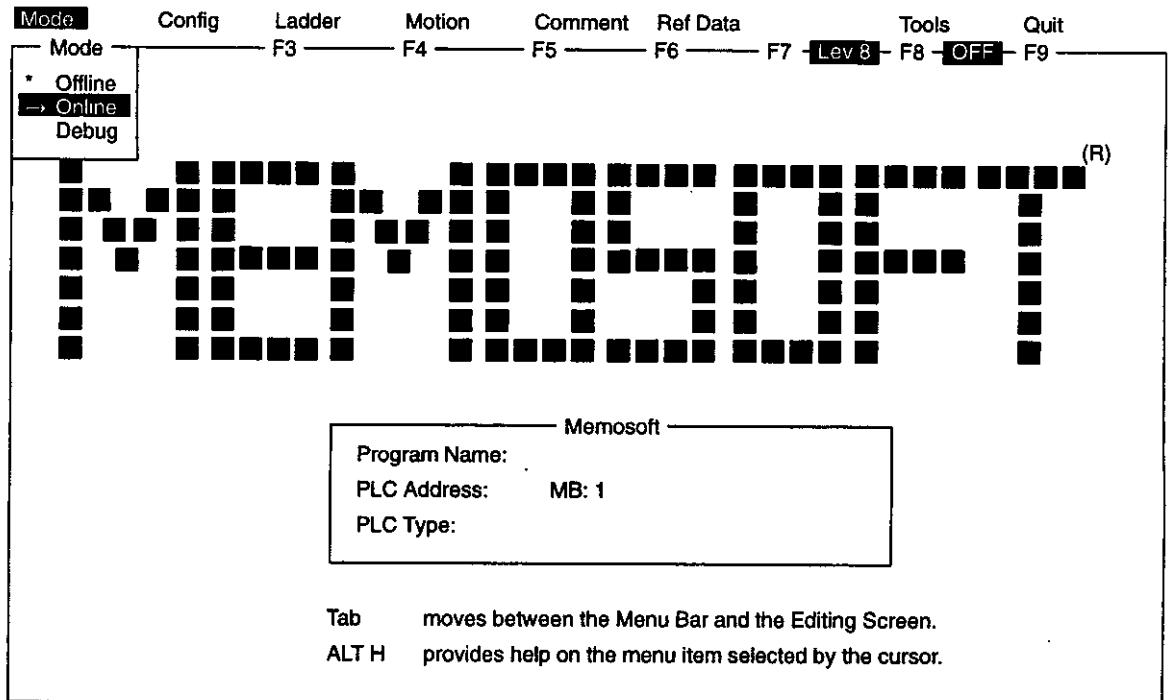 Mode Config Ladder Motion Comment Ref Data Tools Quit
Mode F3 F4 F5 F6 F7 Lev 8 F8 OFF F9
* Offline
→ Online
Debug
(R)
MEMOSOFT
Memosoft
Program Name:
PLC Address: MB: 1
PLC Type:
Tab moves between the Menu Bar and the Editing Screen.
ALT H provides help on the menu item selected by the cursor.